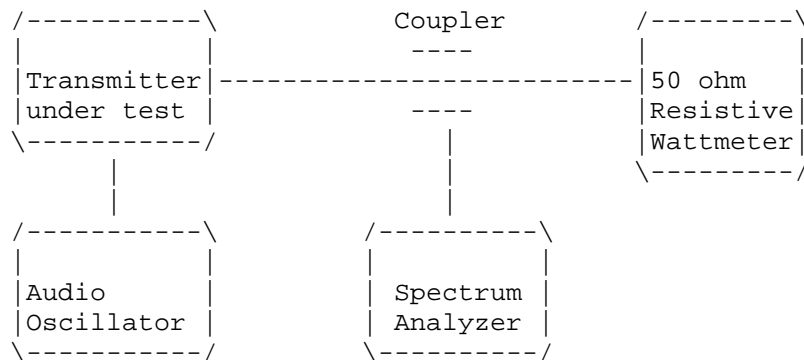 Coupler
Transmitter
under test
50 ohm
Resistive
Wattmeter
Audio
Oscillator
Spectrum
Analyzer